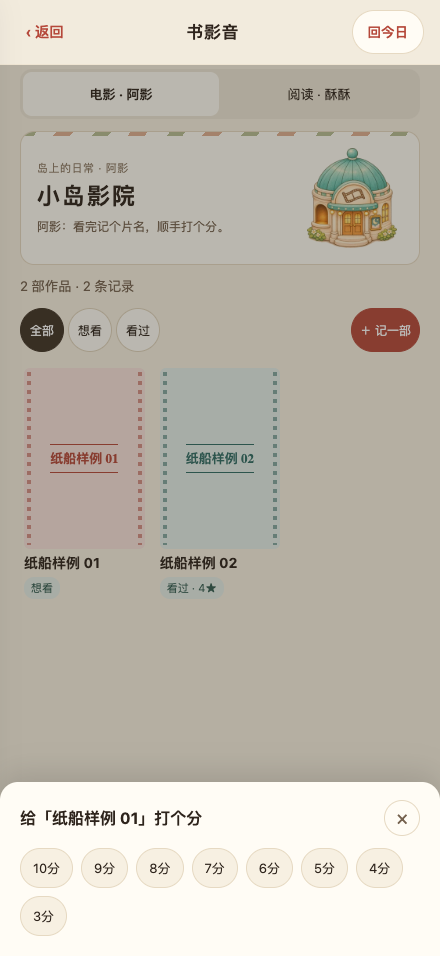 ‹ 返回
书影音
回今日
电影 · 阿影
阅读 · 酥酥
岛上的日常 · 阿影
小岛影院
阿影：看完记个片名，顺手打个分。
2 部作品 · 2 条记录
全部
想看
看过
+ 记一部
纸船样例 01
纸船样例 02
纸船样例 01
纸船样例 02
想看
看过 · 4★
给「纸船样例 01」打个分
×
10分
9分
8分
7分
6分
5分
4分
3分